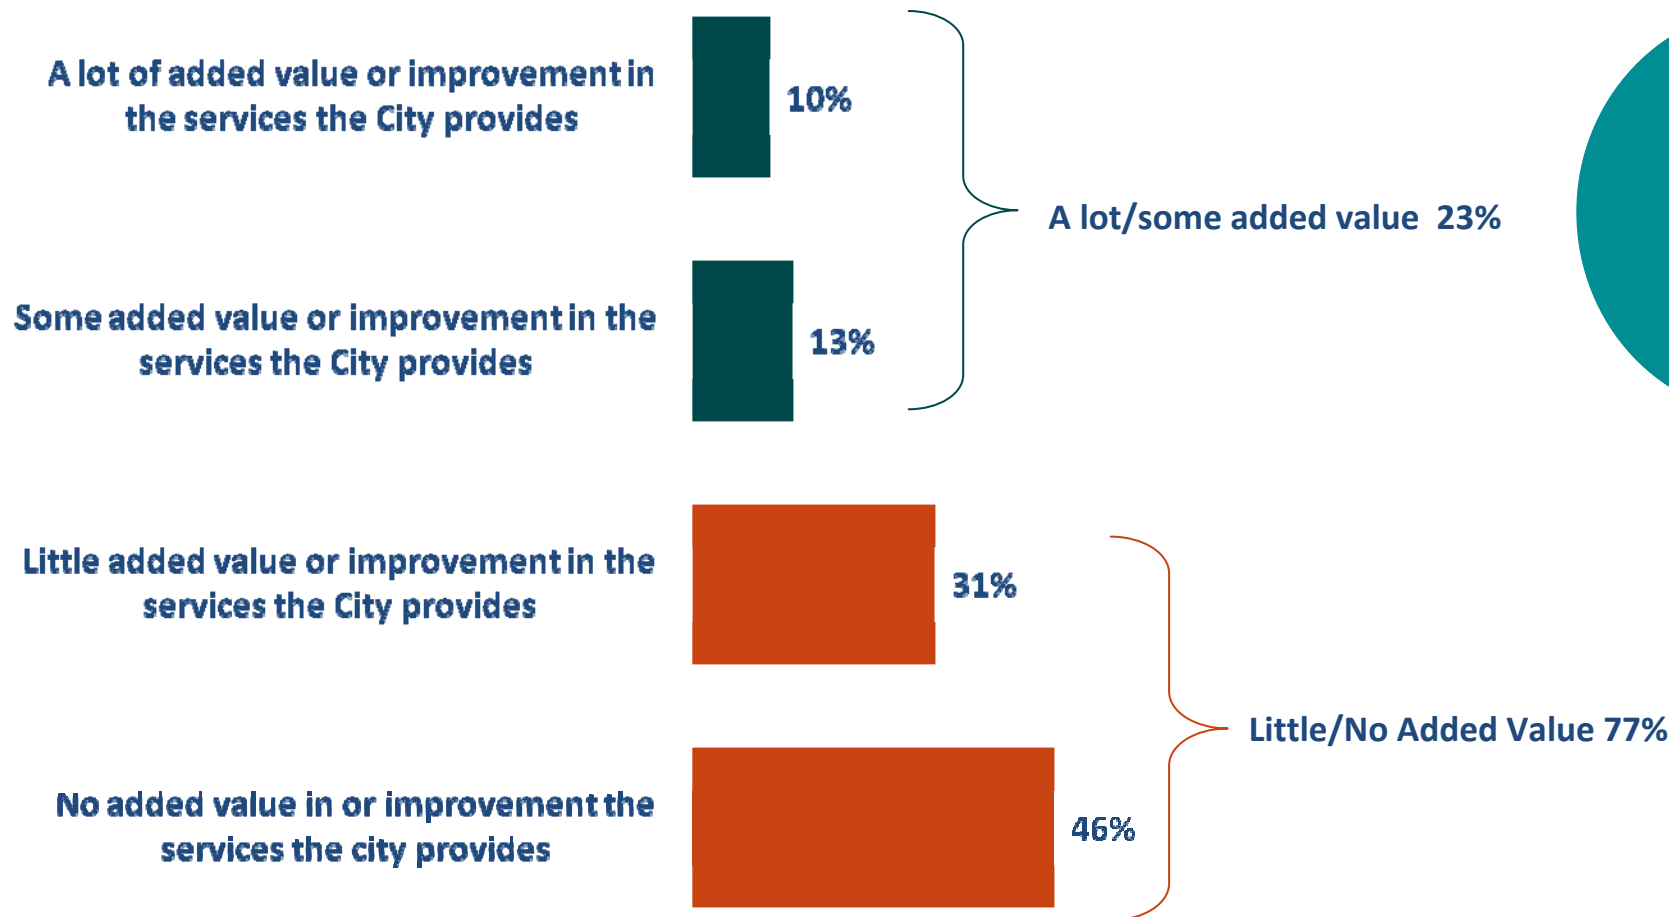 A lot of added value or improvement in
the services the City provides
10%
A lot/some added value 23%
Some added value or improvement in the
services the City provides
13%
Little added value or improvement in the
services the City provides
31%
Little/No Added Value 77%
No added value in or improvement the
services the city provides
46%